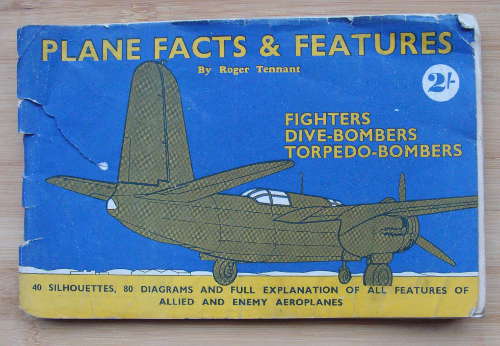 PLANE FACTS & FEATURES
By Roger Tennant
2/-
FIGHTERS
DIVE-BOMBERS
TORPEDO-BOMBERS
40 SILHOUETTES, 80 DIAGRAMS AND FULL EXPLANATION OF ALL FEATURES OF
ALLIED AND ENEMY AEROPLANES